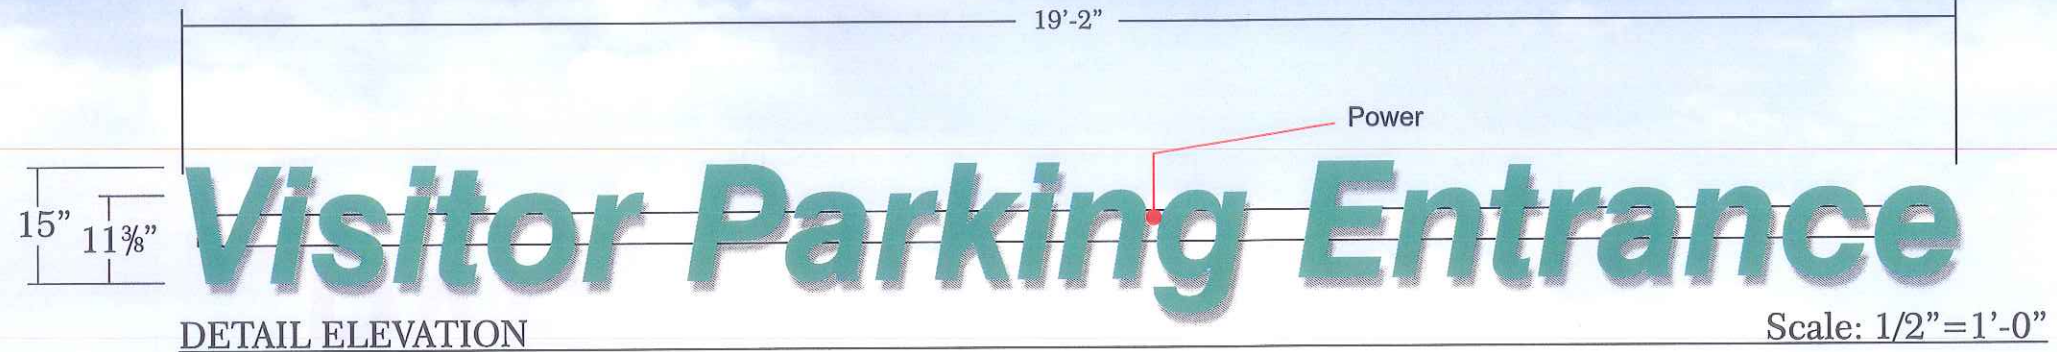 19’-2”
Power
15”
11⅜”
Visitor Parking Entrance
DETAIL ELEVATION
Scale: 1/2”=1’-0”